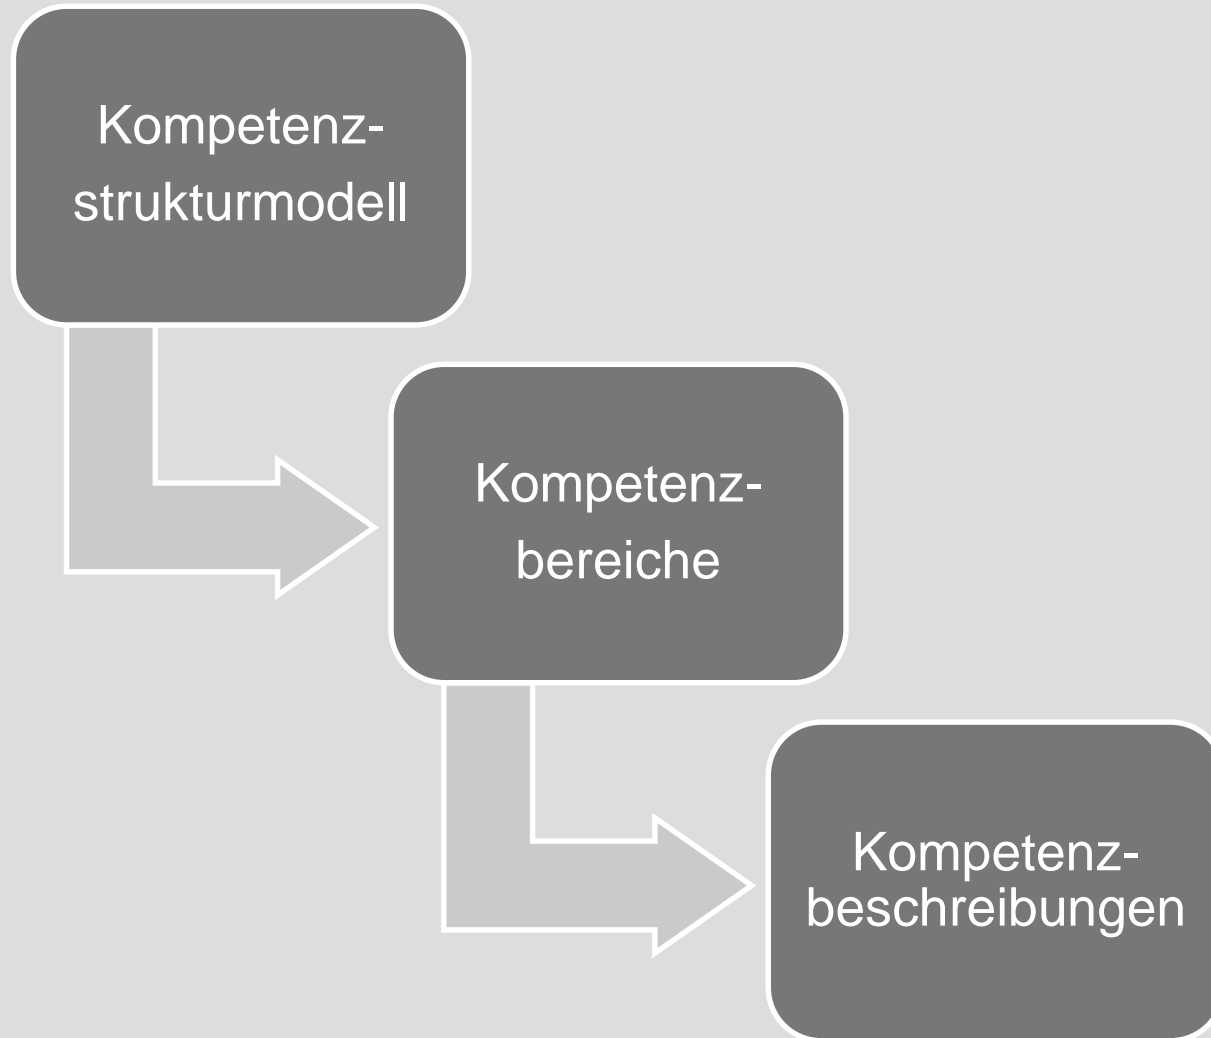 Kompetenz-
strukturmodell
Kompetenz-
bereiche
Kompetenz-
beschreibungen